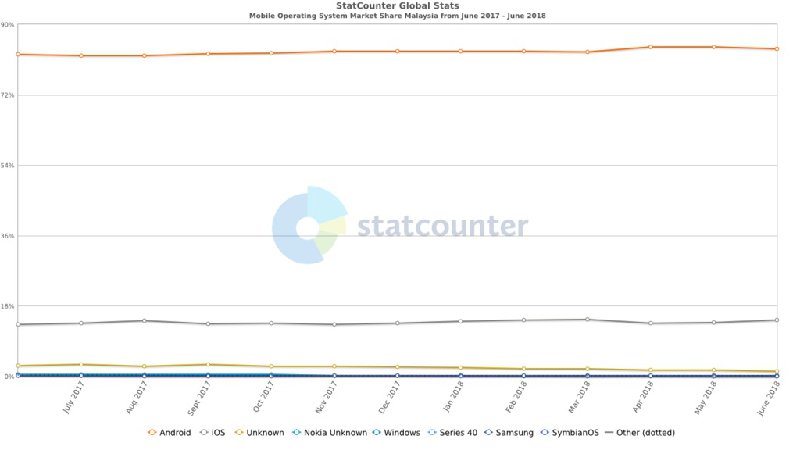 StatCounter Global Stats
Mobile Operating System Market Share Malaysia from June 2017 - June 2018
90%
72%
54%
36%
18%
0%
statcounter
July 2017
Aug 2017
Sept 2017
Oct 2017
Nov 2017
Dec 2017
Jan 2018
Feb 2018
Mar 2018
Apr 2018
May 2018
June 2018
Android iOS Unknown Nokia Unknown Windows Series 40 Samsung SymbianOS Other (dotted)